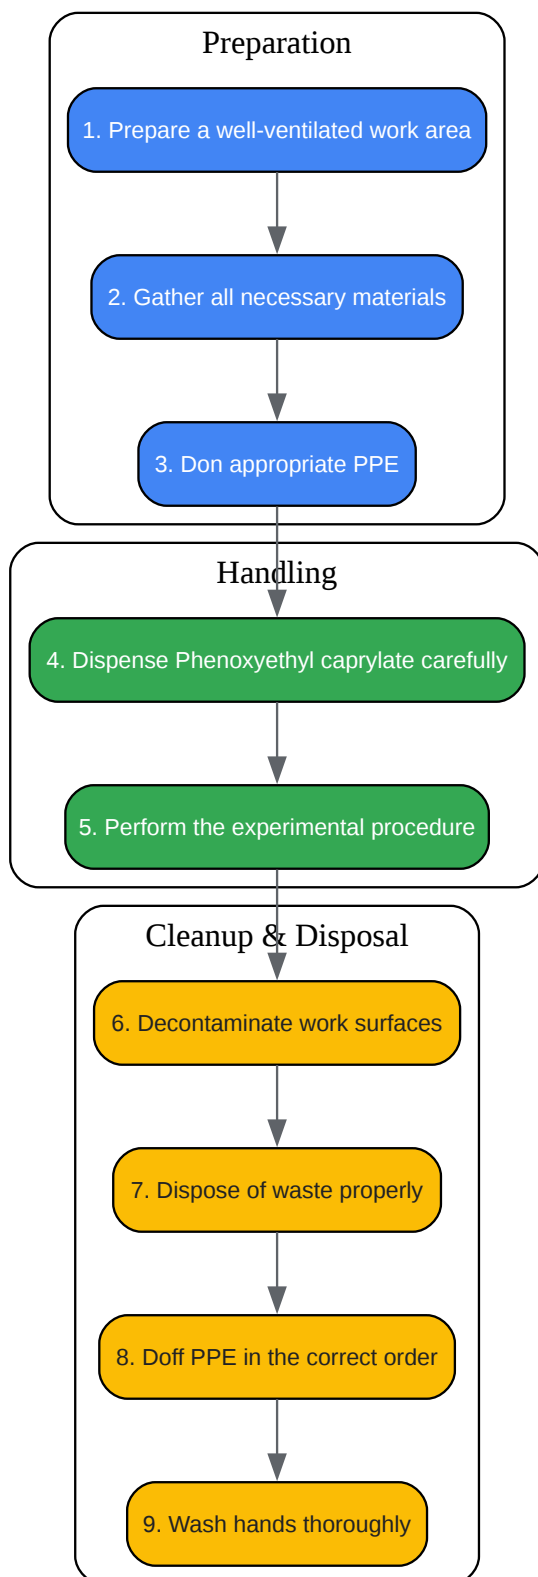 Preparation
1. Prepare a well-ventilated work area
2. Gather all necessary materials
3. Don appropriate PPE
Handling
4. Dispense Phenoxyethyl caprylate carefully
5. Perform the experimental procedure
Cleanup & Disposal
6. Decontaminate work surfaces
7. Dispose of waste properly
8. Doff PPE in the correct order
9. Wash hands thoroughly